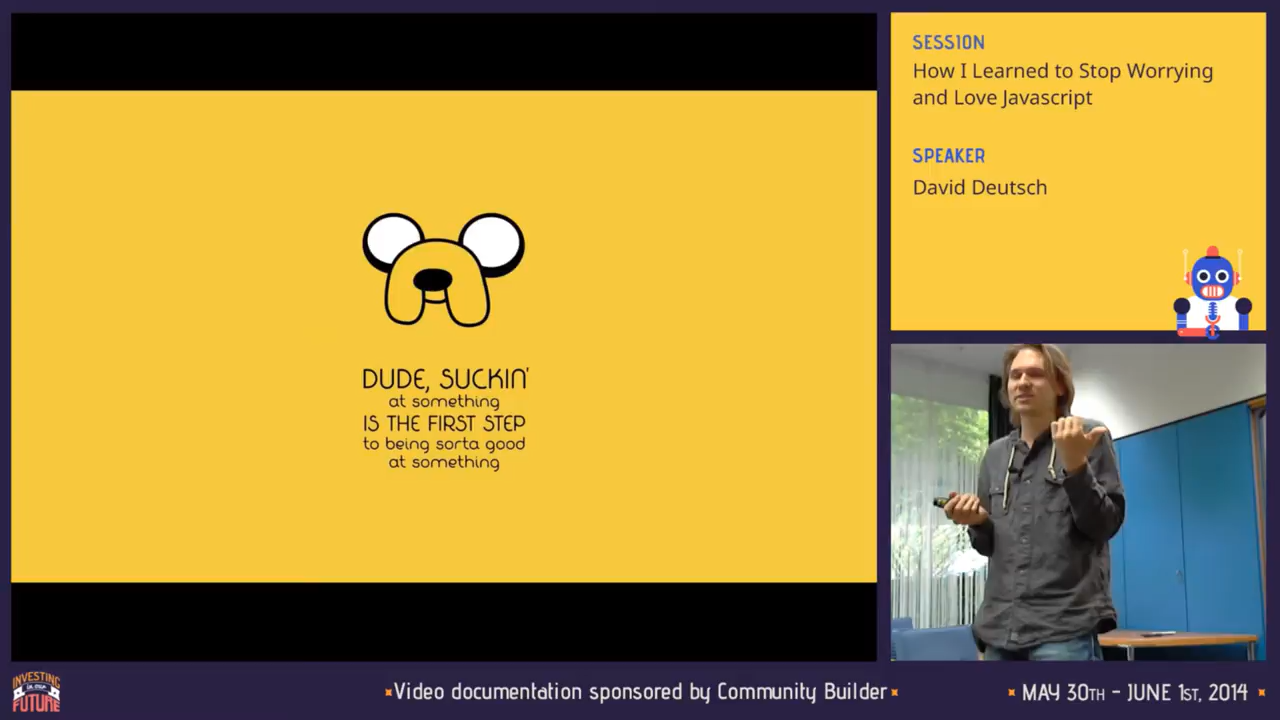 DUDE, SUCKIN'
at something
IS THE FIRST STEP
to being sorta good
at something
SESSION
How I Learned to Stop Worrying
and Love Javascript
SPEAKER
David Deutsch
INVESTING
IN OUR
FUTURE
Video documentation sponsored by Community Builder
MAY 30TH - JUNE 1ST, 2014